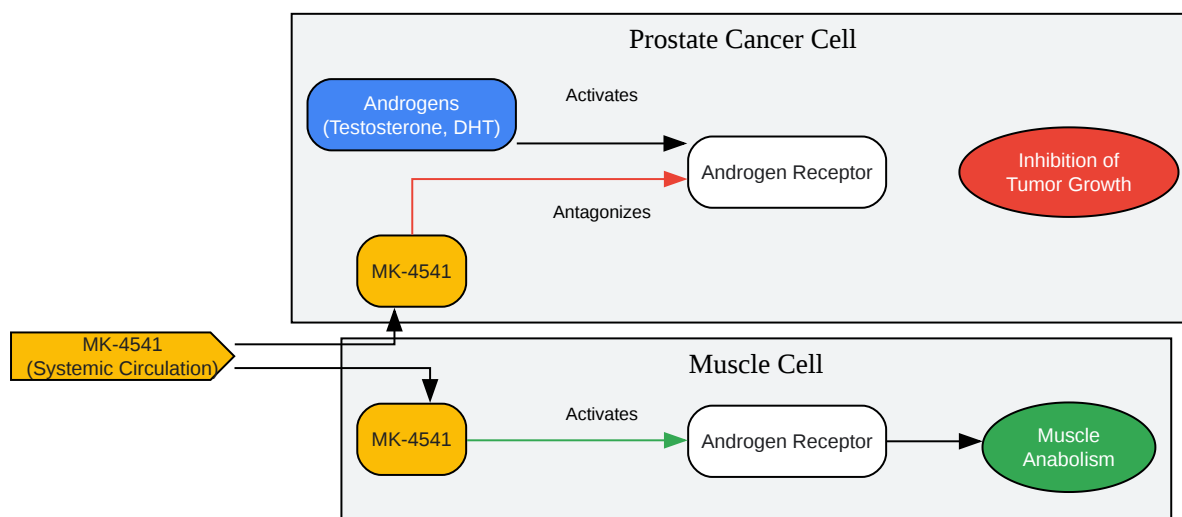 Prostate Cancer Cell
Androgens
(Testosterone, DHT)
Activates
Androgen Receptor
Inhibition of
Tumor Growth
Antagonizes
MK-4541
MK-4541
(Systemic Circulation)
Muscle Cell
MK-4541
Activates
Androgen Receptor
Muscle
Anabolism